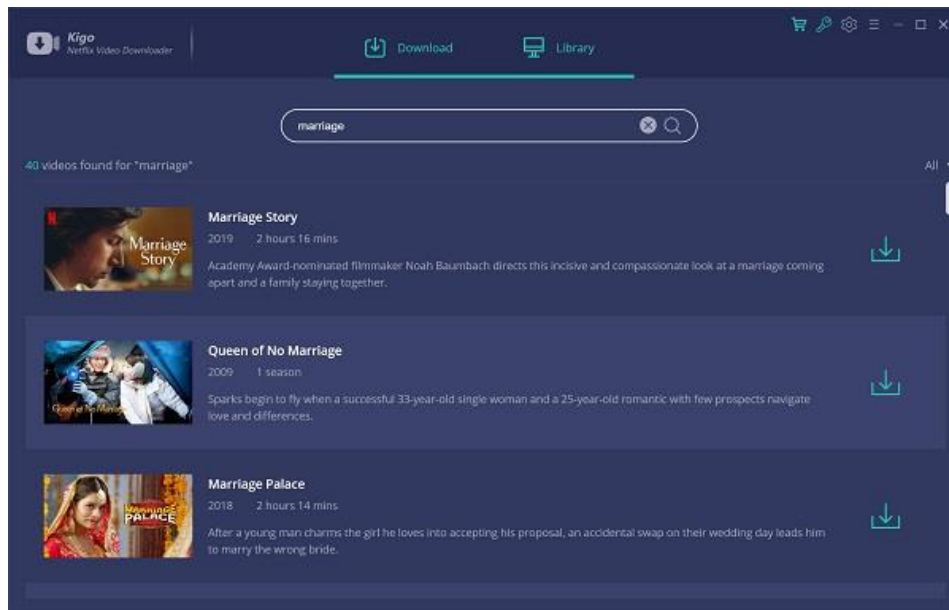 Kigo
Netflix Video Downloader
Download
Library
marriage
40 videos found for "marriage"
All
Marriage Story
Marriage Story
2019 2 hours 16 mins
Academy Award-nominated filmmaker Noah Baumbach directs this incisive and compassionate look at a marriage coming
apart and a family staying together.
Queen of No Marriage
Queen of No Marriage
2009 1 season
Sparks begin to fly when a successful 33-year-old single woman and a 25-year-old romantic with few prospects navigate
love and differences.
MARRIAGE
PALACE
Marriage Palace
2018 2 hours 14 mins
After a young man charms the girl he loves into accepting his proposal, an accidental swap on their wedding day leads him
to marry the wrong bride.